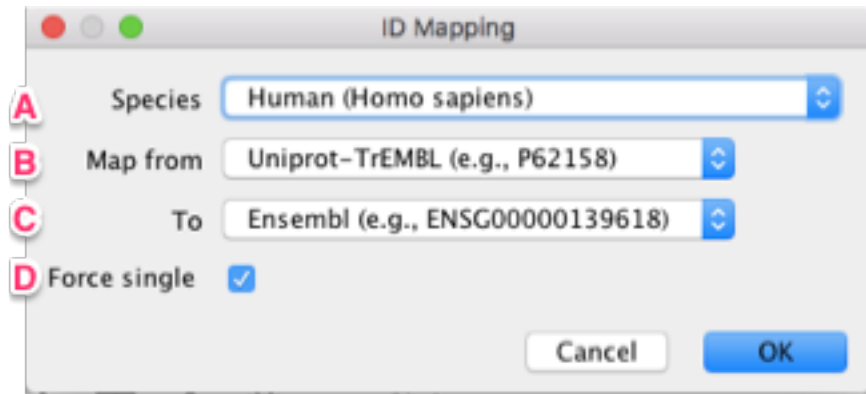 ID Mapping
A Species Human (Homo sapiens)
B Map from Uniprot-TrEMBL (e.g., P62158)
C To Ensembl (e.g., ENSG00000139618)
D Force single
Cancel OK